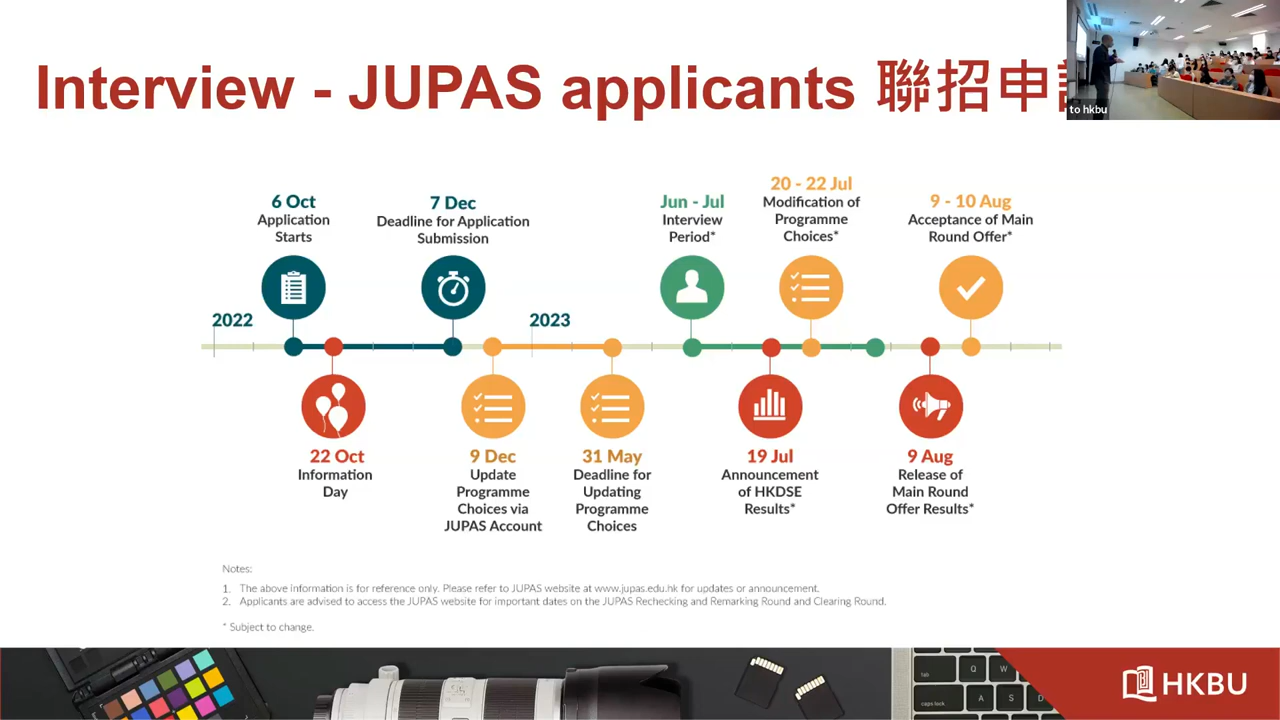 Interview - JUPAS applicants 聯招申
to hkbu
6 Oct
Application
Starts
7 Dec
Deadline for Application
Submission
Jun - Jul
Interview
Period*
20 - 22 Jul
Modification of
Programme
Choices*
9 - 10 Aug
Acceptance of Main
Round Offer*
2022
2023
22 Oct
Information
Day
9 Dec
Update
Programme
Choices via
JUPAS Account
31 May
Deadline for
Updating
Programme
Choices
19 Jul
Announcement
of HKDSE
Results*
9 Aug
Release of
Main Round
Offer Results*
Notes:
1. The above information is for reference only. Please refer to JUPAS website at www.jupas.edu.hk for updates or announcement.
2. Applicants are advised to access the JUPAS website for important dates on the JUPAS Rechecking and Remarking Round and Clearing Round.
* Subject to change.
tab
Q
W
caps lock
A
S
D
HKBU